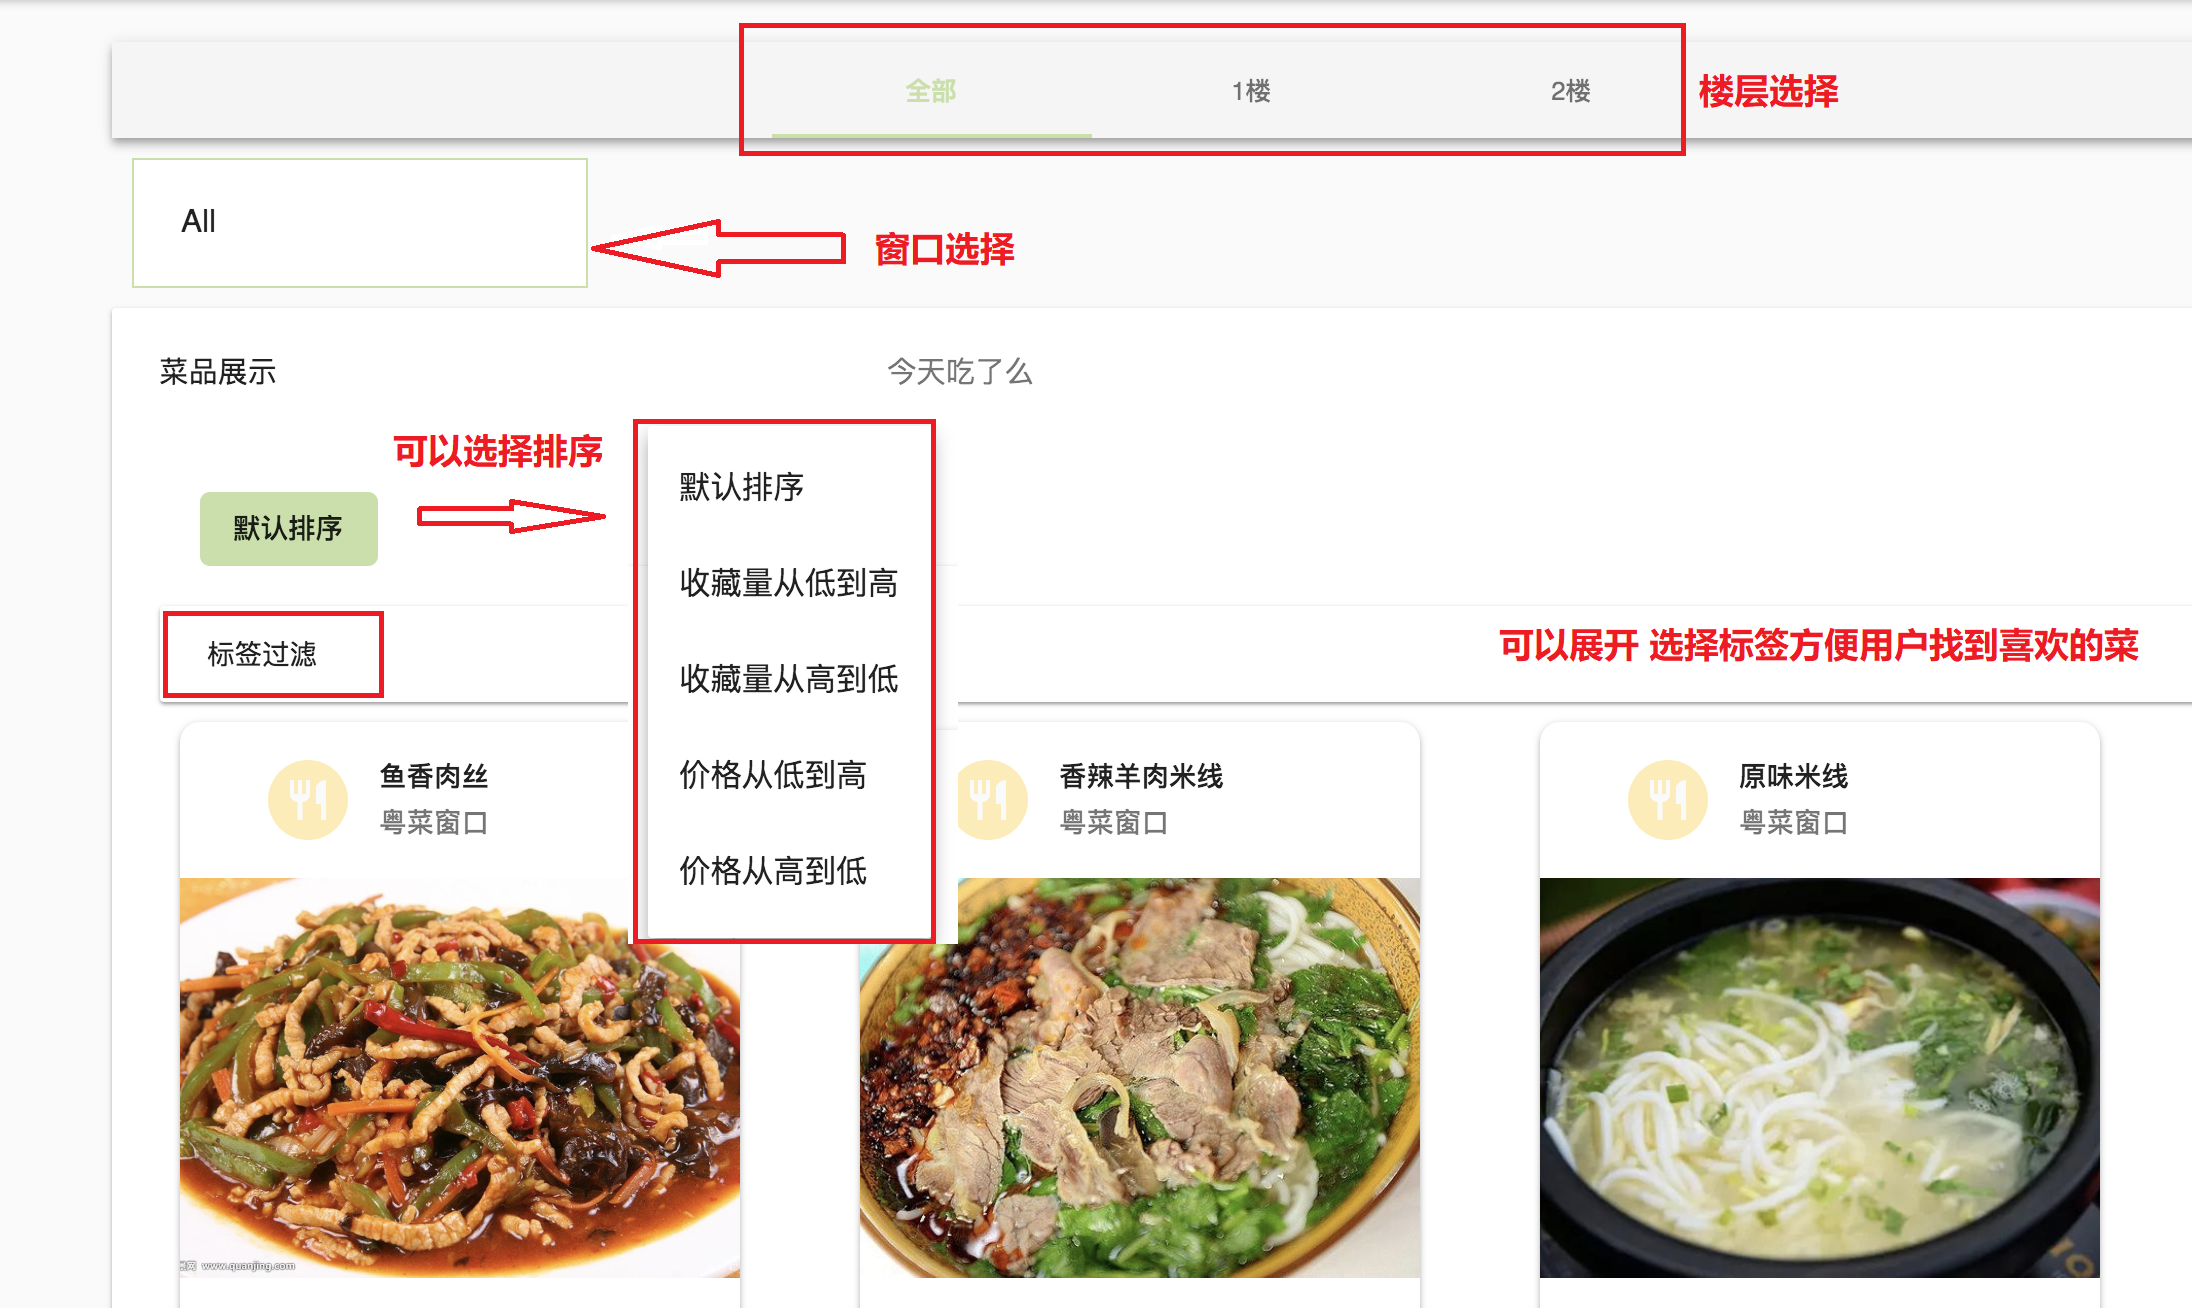 全部
1楼
2楼
楼层选择
All
窗口选择
菜品展示
今天吃了么
可以选择排序
默认排序
默认排序
收藏量从低到高
收藏量从高到低
价格从低到高
价格从高到低
标签过滤
可以展开 选择标签方便用户找到喜欢的菜
鱼香肉丝
粤菜窗口
香辣羊肉米线
粤菜窗口
原味米线
粤菜窗口
www.quanjing.com